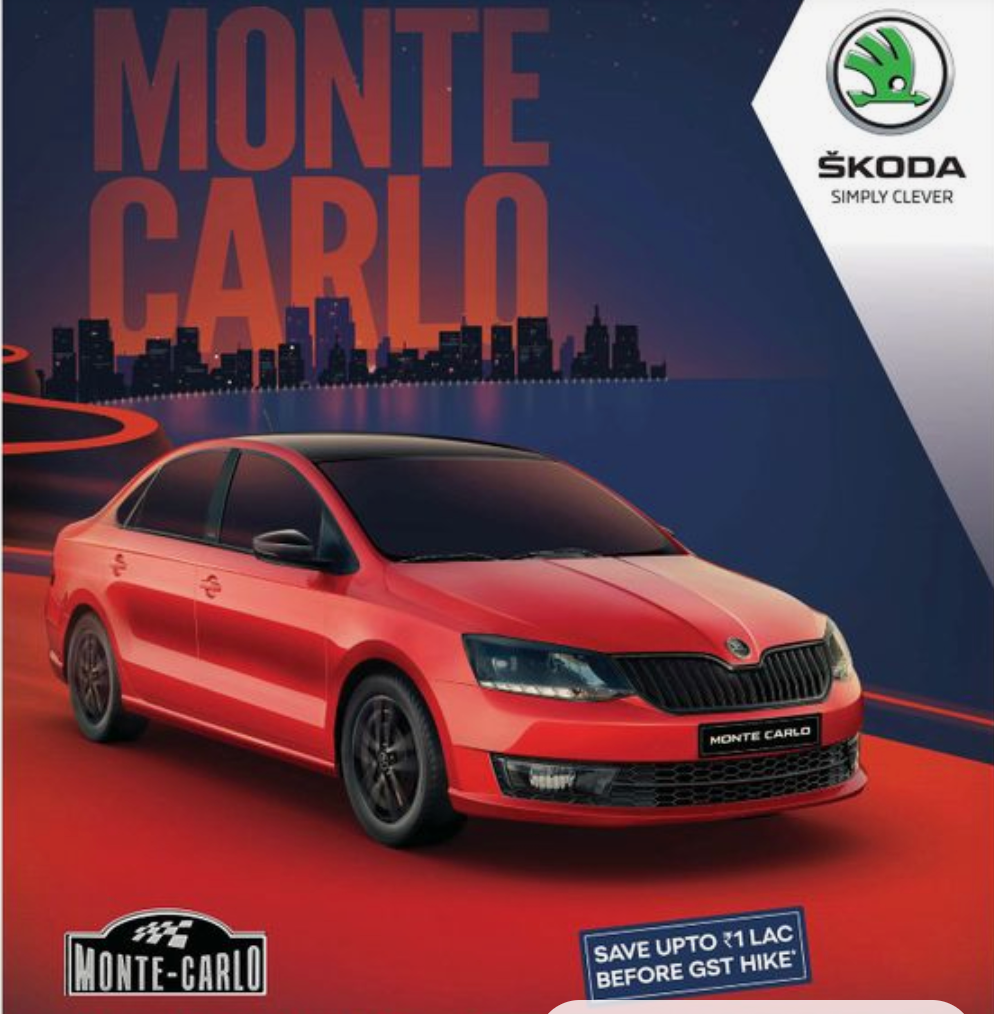 MONTE
CARLO
ŠKODA
SIMPLY CLEVER
MONTE CARLO
MONTE-CARLO
SAVE UPTO ₹1 LAC
BEFORE GST HIKE*